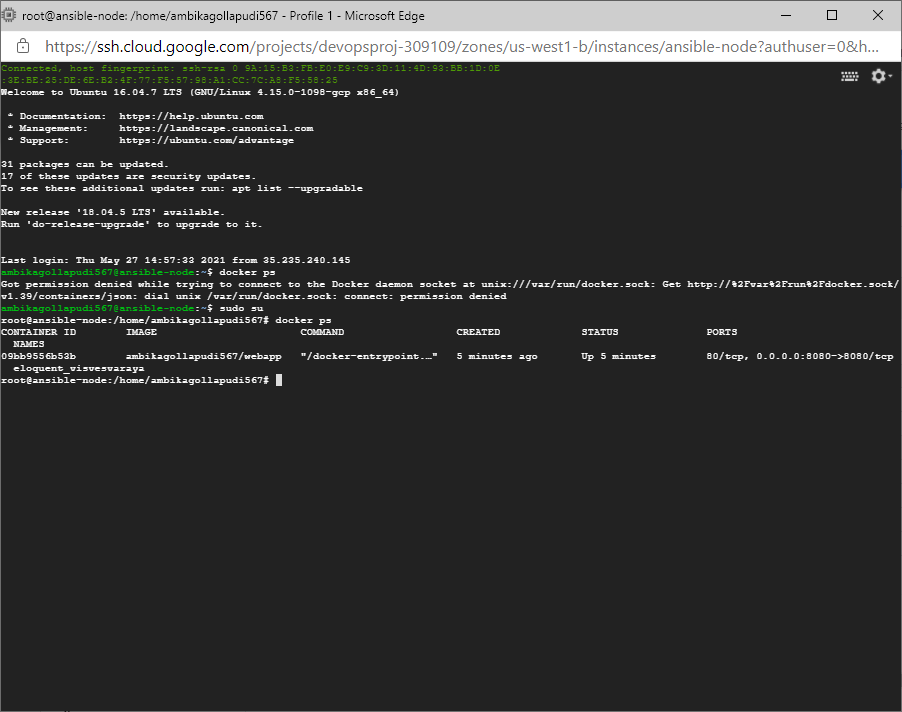 root@ansible-node: /home/ambikagollapudi567 - Profile 1 - Microsoft Edge
https://ssh.cloud.google.com/projects/devopsproj-309109/zones/us-west1-b/instances/ansible-node?authuser=0&h...
Connected, host fingerprint: ssh-rsa 0 9A:15:B3:FB:E0:E9:C9:3D:11:4D:93:BB:1D:0E
:3E:BE:25:DE:6E:B2:4F:77:F5:57:98:A1:CC:7C:A8:F5:58:25
Welcome to Ubuntu 16.04.7 LTS (GNU/Linux 4.15.0-1098-gcp x86_64)
* Documentation:  https://help.ubuntu.com
* Management:     https://landscape.canonical.com
* Support:        https://ubuntu.com/advantage
31 packages can be updated.
17 of these updates are security updates.
To see these additional updates run: apt list --upgradable
New release '18.04.5 LTS' available.
Run 'do-release-upgrade' to upgrade to it.
Last login: Thu May 27 14:57:33 2021 from 35.235.240.145
ambikagollapudi567@ansible-node:~$ docker ps
Got permission denied while trying to connect to the Docker daemon socket at unix:///var/run/docker.sock: Get http://%2Fvar%2Frun%2Fdocker.sock/
v1.39/containers/json: dial unix /var/run/docker.sock: connect: permission denied
ambikagollapudi567@ansible-node:~$ sudo su
root@ansible-node:/home/ambikagollapudi567# docker ps
CONTAINER ID        IMAGE                       COMMAND                  CREATED             STATUS              PORTS
NAMES
09bb9556b53b        ambikagollapudi567/webapp   "/docker-entrypoint.…"   5 minutes ago       Up 5 minutes        80/tcp, 0.0.0.0:8080->8080/tcp
eloquent_visvesvaraya
root@ansible-node:/home/ambikagollapudi567#